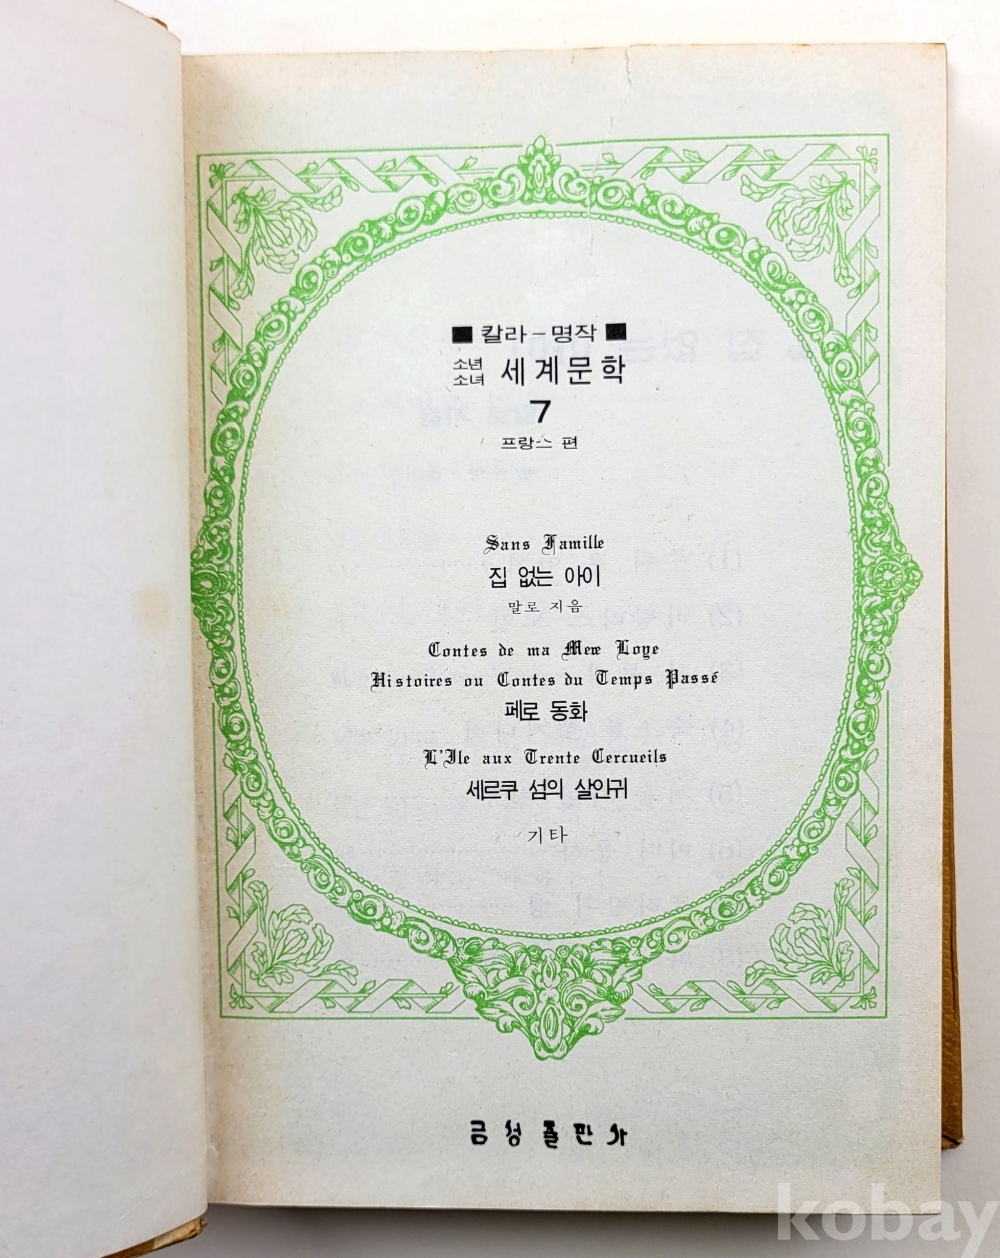 ■ 칼라-명작 ■
소년
소녀 세계문학
7
프랑스 편
Sans Famille
집 없는 아이
말로 지음
Contes de ma Mere Loye
Histoires ou Contes du Temps Passé
페로 동화
L'Ile aux Trente Cercueils
세르쿠 섬의 살인귀
기타
금성출판사
kobay